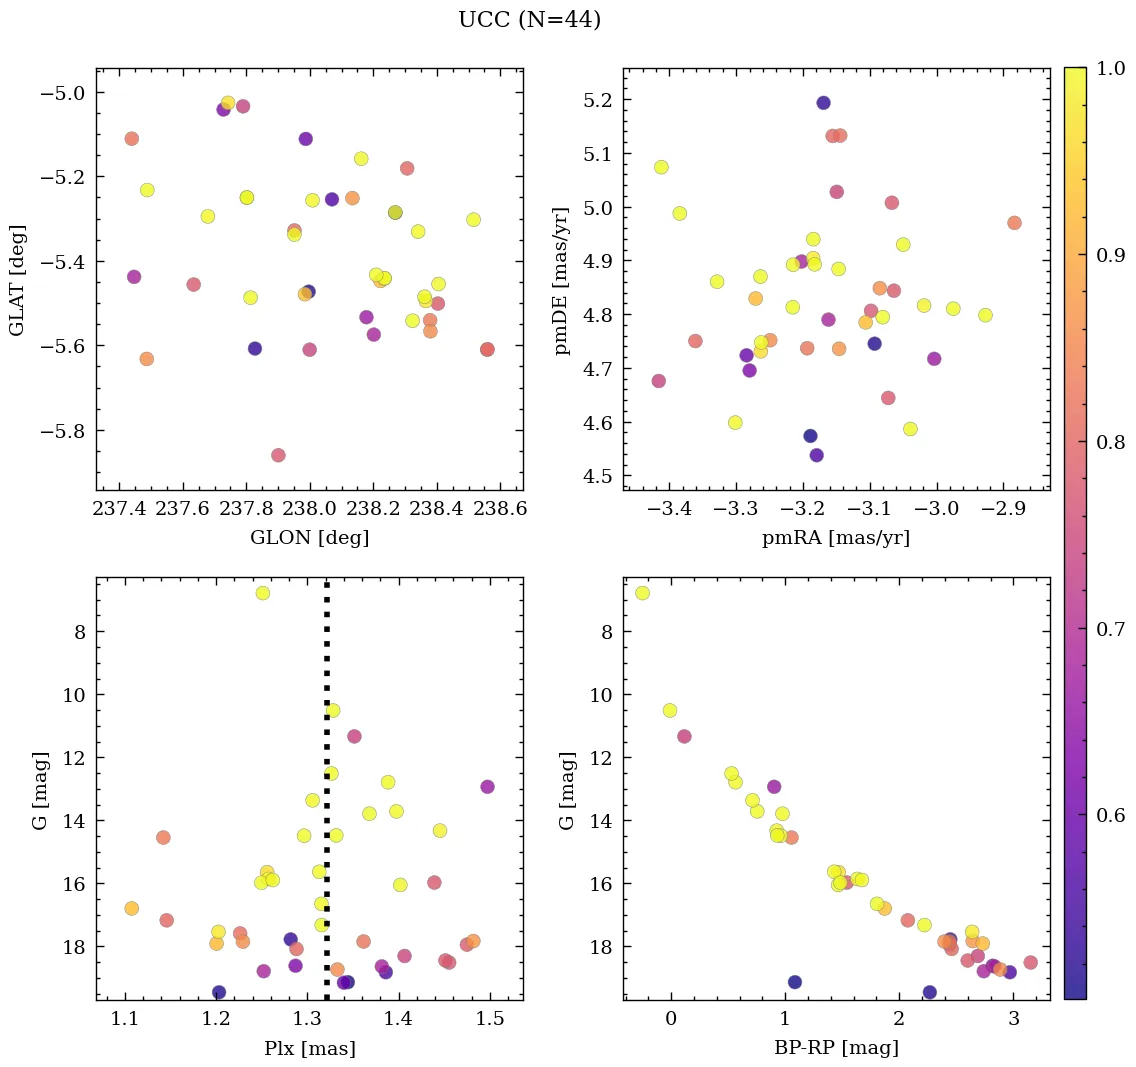 UCC (N=44)
−5.0
−5.2
−5.4
−5.6
−5.8
GLAT [deg]
237.4 237.6 237.8 238.0 238.2 238.4 238.6
GLON [deg]
5.2
5.1
5.0
4.9
4.8
4.7
4.6
4.5
pmDE [mas/yr]
−3.4 −3.3 −3.2 −3.1 −3.0 −2.9
pmRA [mas/yr]
8
10
12
14
16
18
G [mag]
1.1 1.2 1.3 1.4 1.5
Plx [mas]
8
10
12
14
16
18
G [mag]
0 1 2 3
BP-RP [mag]
1.0
0.9
0.8
0.7
0.6